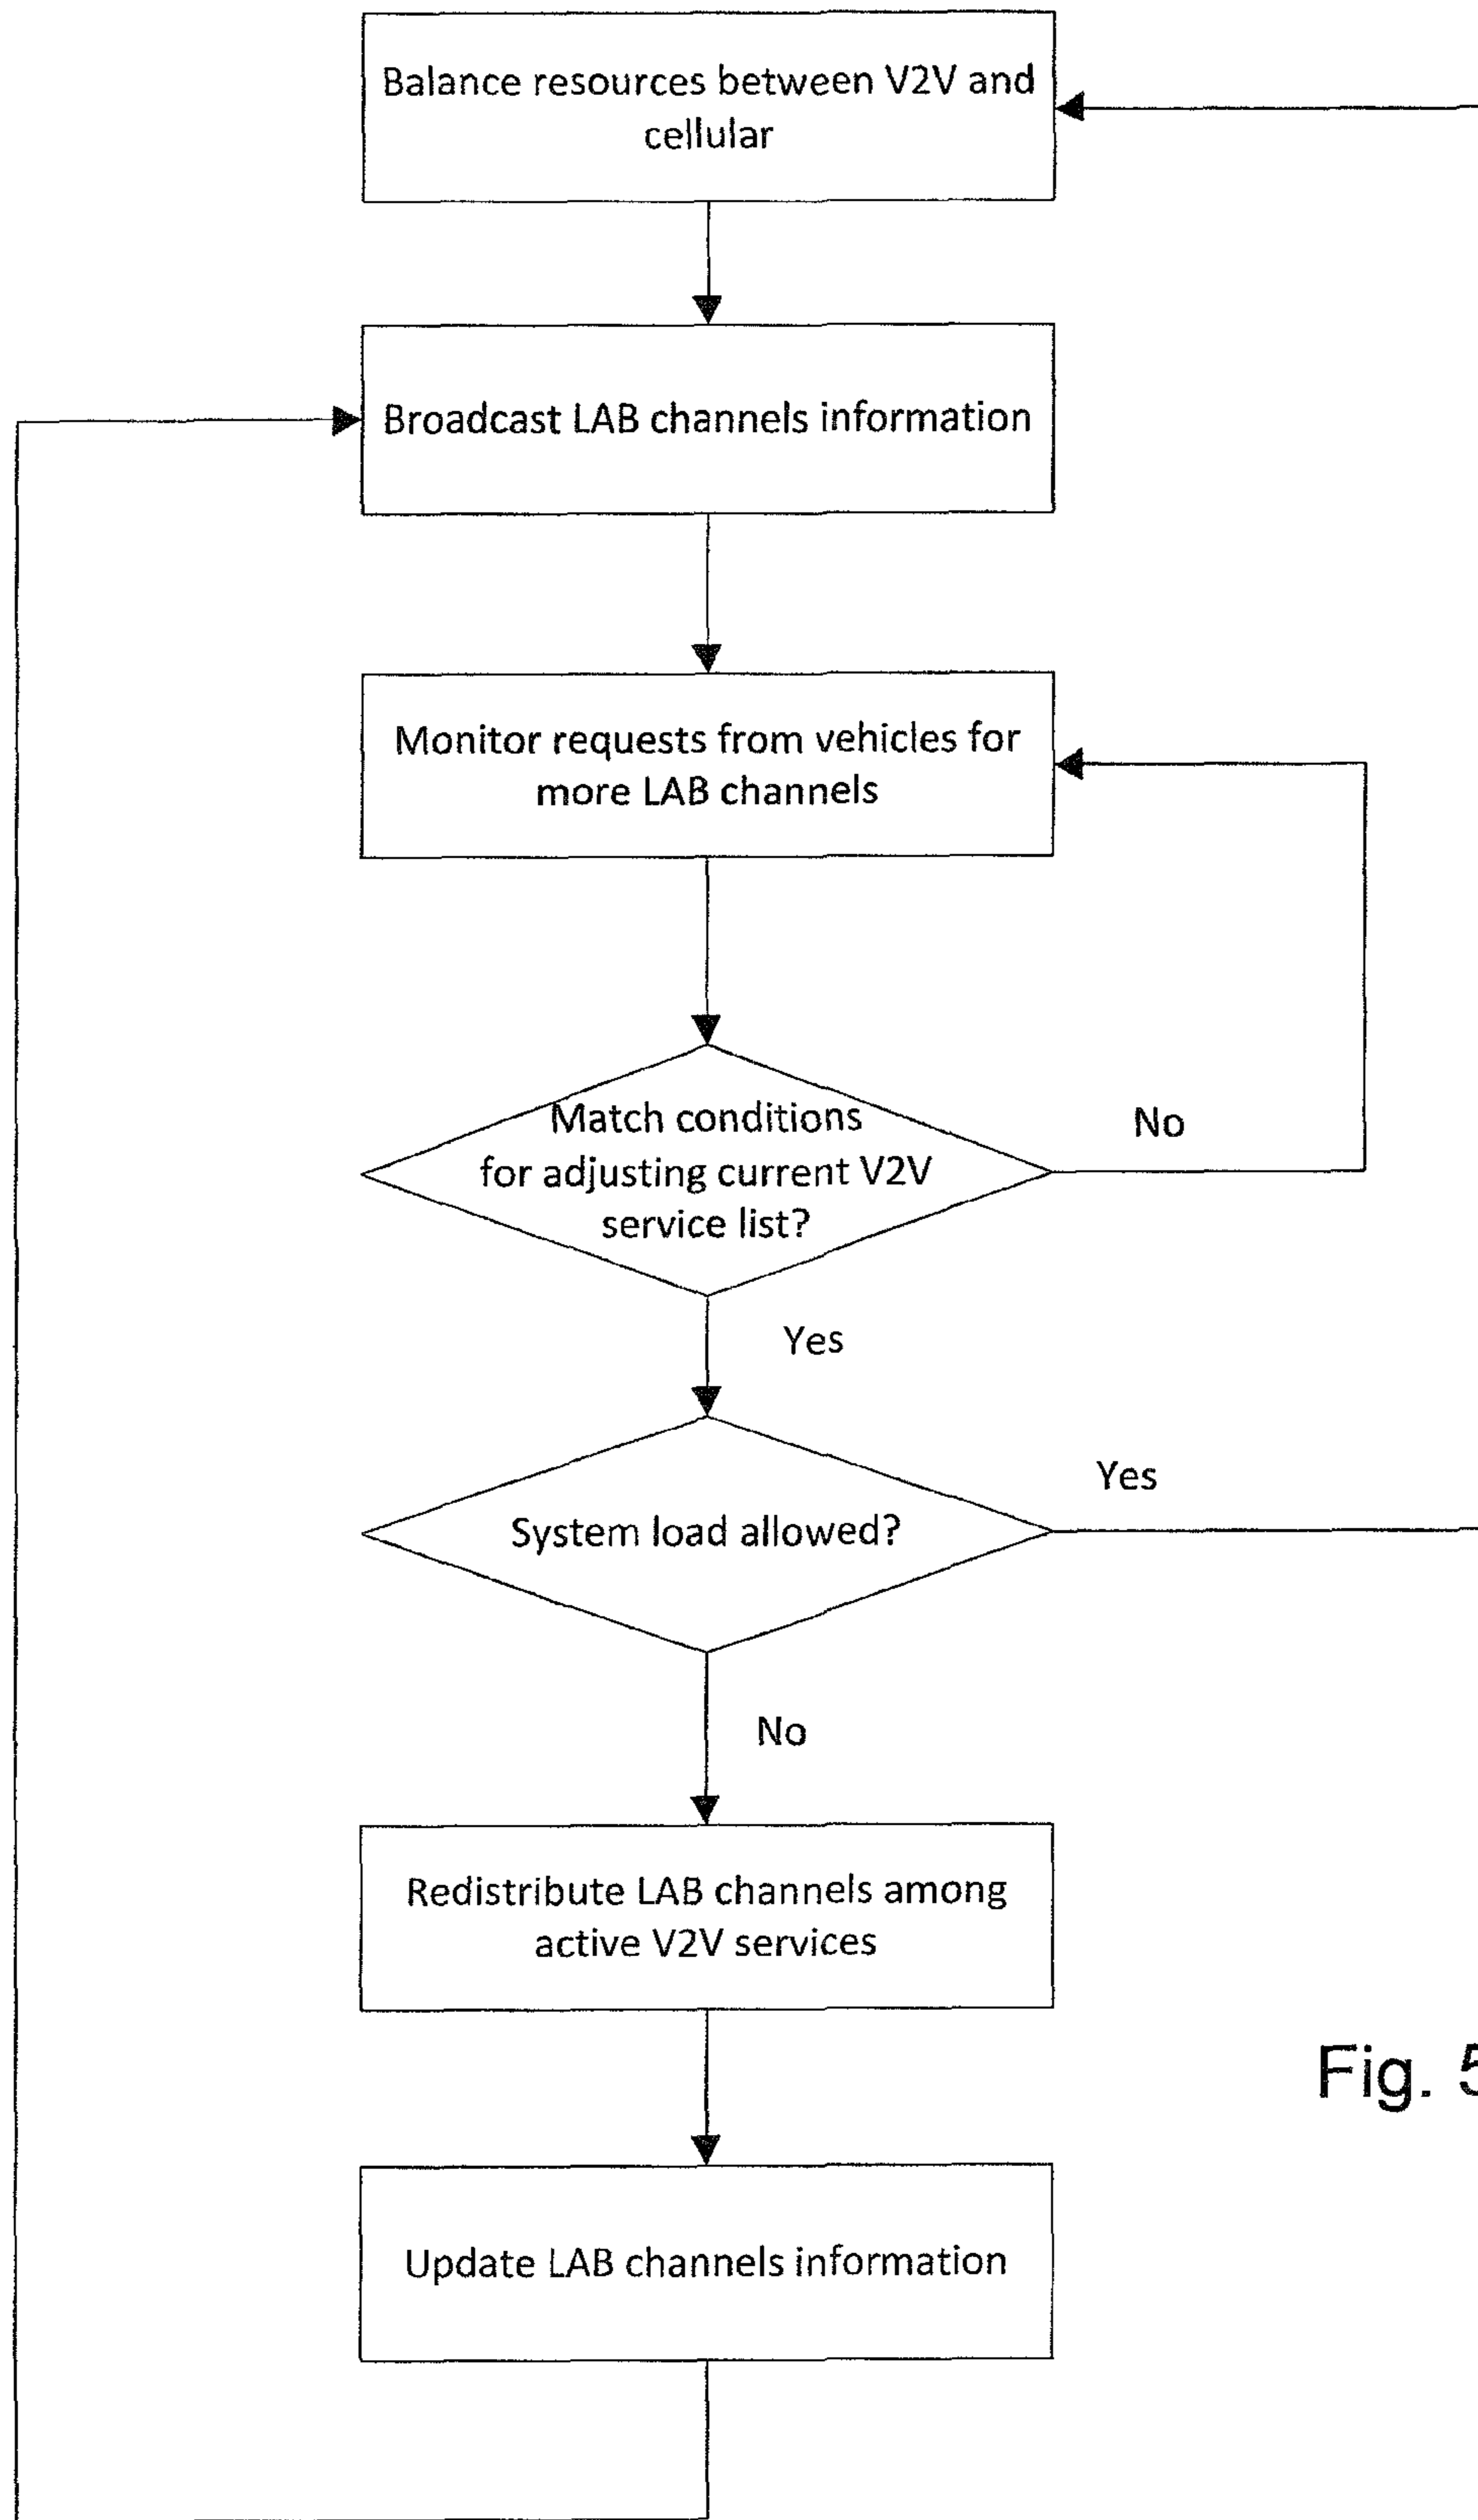 Balance resources between V2V and
cellular
Broadcast LAB channels information
Monitor requests from vehicles for
more LAB channels
Match conditions
for adjusting current V2V
service list?
No
Yes
System load allowed?
Yes
No
Redistribute LAB channels among
active V2V services
Fig. 5
Update LAB channels information